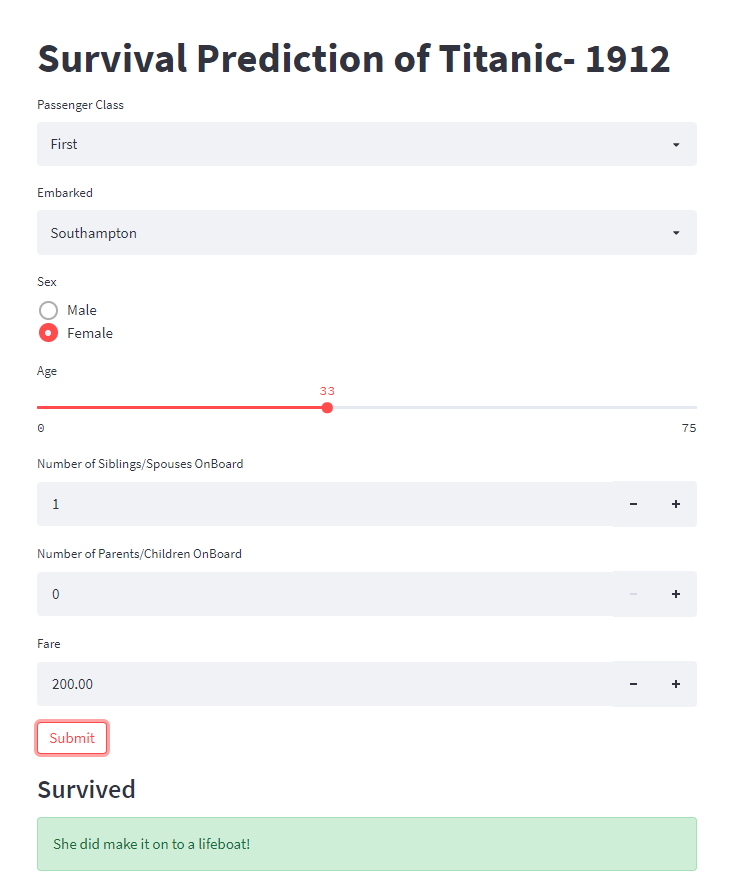 Survival Prediction of Titanic- 1912
Passenger Class
First
Embarked
Southampton
Sex
Male
Female
Age
33
0 75
Number of Siblings/Spouses OnBoard
1
Number of Parents/Children OnBoard
0
Fare
200.00
Submit
Survived
She did make it on to a lifeboat!